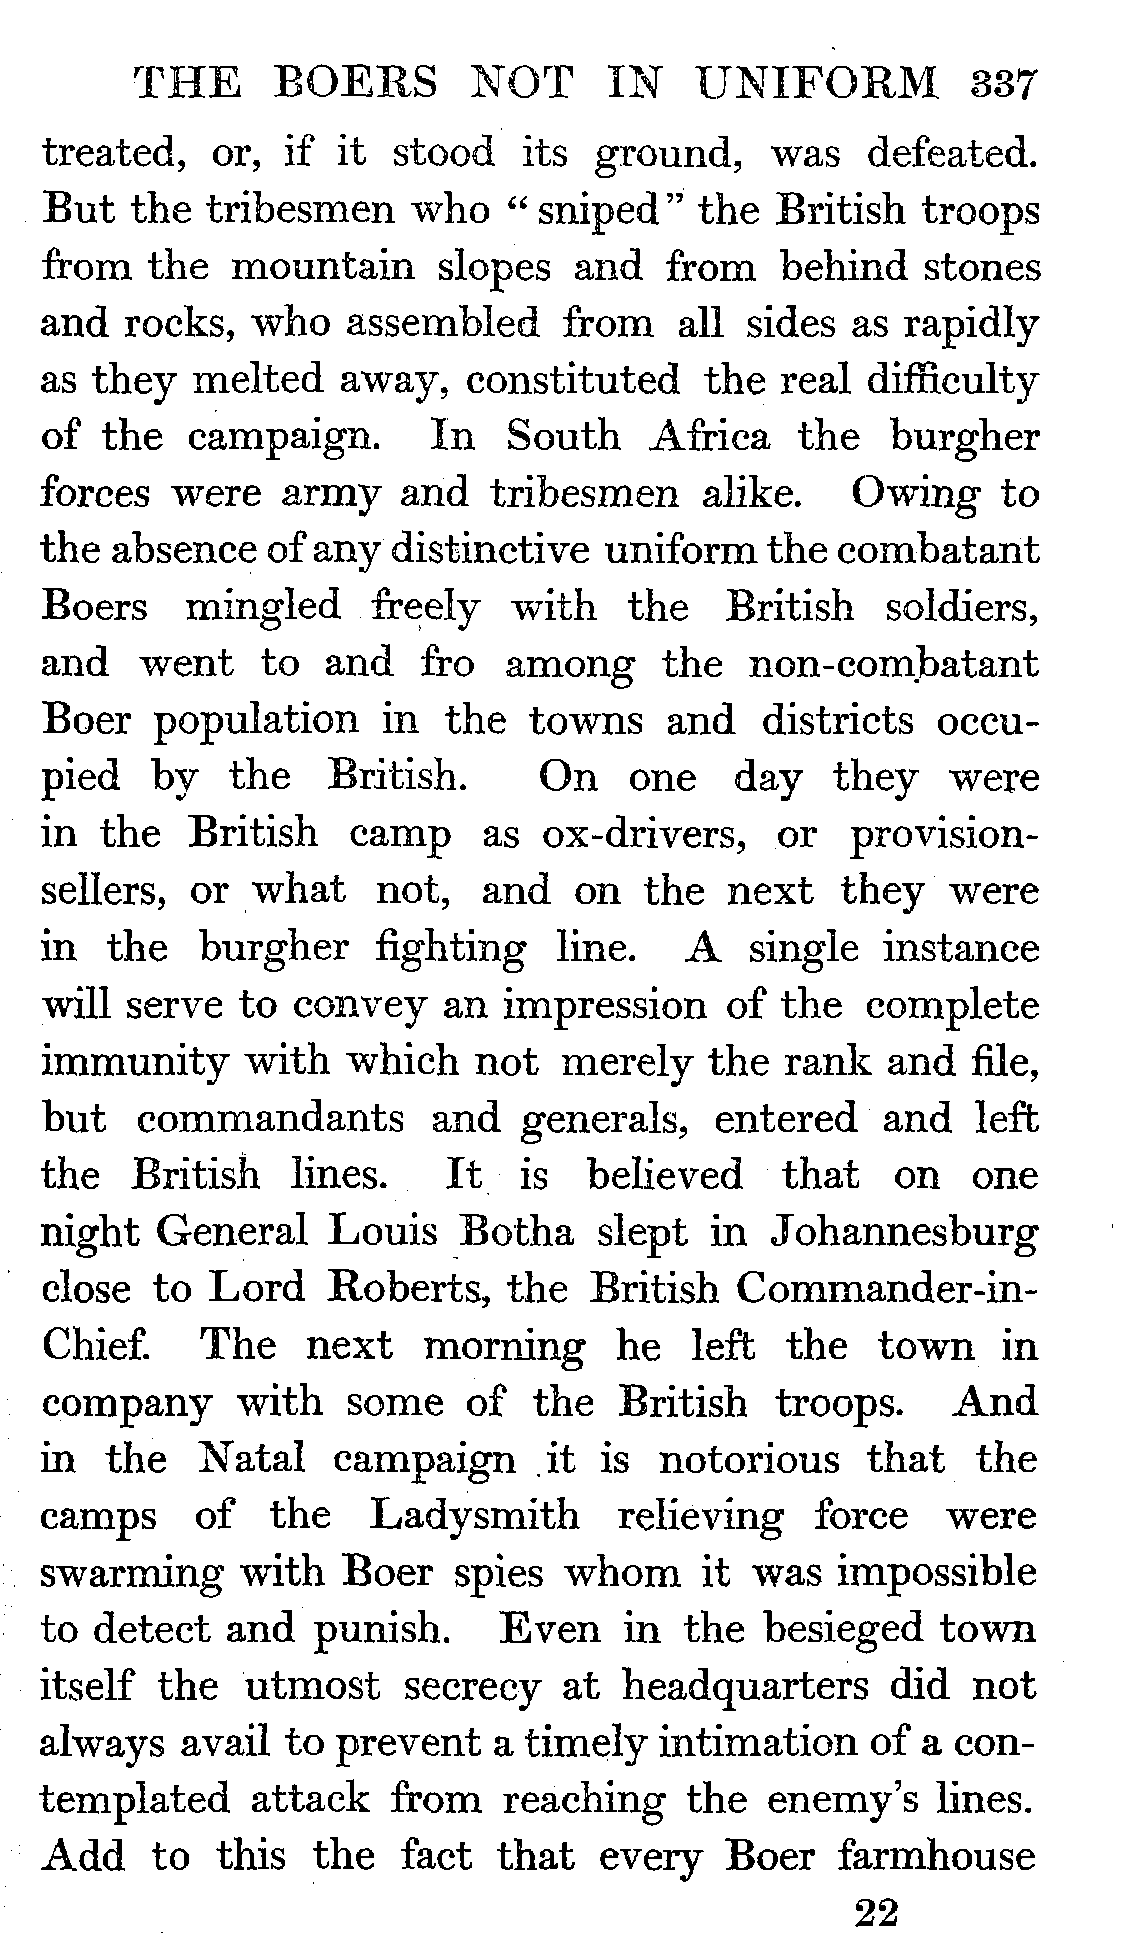 THE BOERS NOT IN UNIFORM 337
treated, or, if it stood its ground, was defeated.
But the tribesmen who “ sniped ” the British troops
from the mountain slopes and from behind stones
and rocks, who assembled from all sides as rapidly
as they melted away, constituted the real difficulty
of the campaign. In South Africa the burgher
forces were army and tribesmen alike. Owing to
the absence of any distinctive uniform the combatant
Boers mingled freely with the British soldiers,
and went to and fro among the non-combatant
Boer population in the towns and districts occu-
pied by the British. On one day they were
in the British camp as ox-drivers, or provision-
sellers, or what not, and on the next they were
in the burgher fighting line. A single instance
will serve to convey an impression of the complete
immunity with which not merely the rank and file,
but commandants and generals, entered and left
the British lines. It is believed that on one
night General Louis Botha slept in Johannesburg
close to Lord Roberts, the British Commander-in-
Chief. The next morning he left the town in
company with some of the British troops. And
in the Natal campaign it is notorious that the
camps of the Ladysmith relieving force were
swarming with Boer spies whom it was impossible
to detect and punish. Even in the besieged town
itself the utmost secrecy at headquarters did not
always avail to prevent a timely intimation of a con-
templated attack from reaching the enemy’s lines.
Add to this the fact that every Boer farmhouse
22